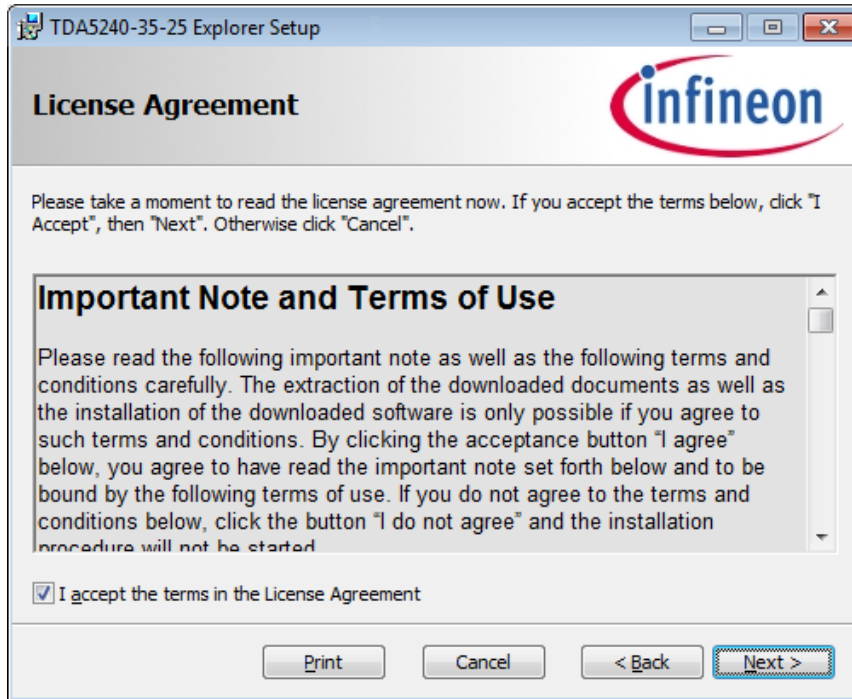 TDA5240-35-25 Explorer Setup
License Agreement
infineon
Please take a moment to read the license agreement now. If you accept the terms below, click "I
Accept", then "Next". Otherwise click "Cancel".
Important Note and Terms of Use
Please read the following important note as well as the following terms and
conditions carefully. The extraction of the downloaded documents as well as
the installation of the downloaded software is only possible if you agree to
such terms and conditions. By clicking the acceptance button “I agree”
below, you agree to have read the important note set forth below and to be
bound by the following terms of use. If you do not agree to the terms and
conditions below, click the button “I do not agree” and the installation
procedure will not be started.
I accept the terms in the License Agreement
Print
Cancel
< Back
Next >